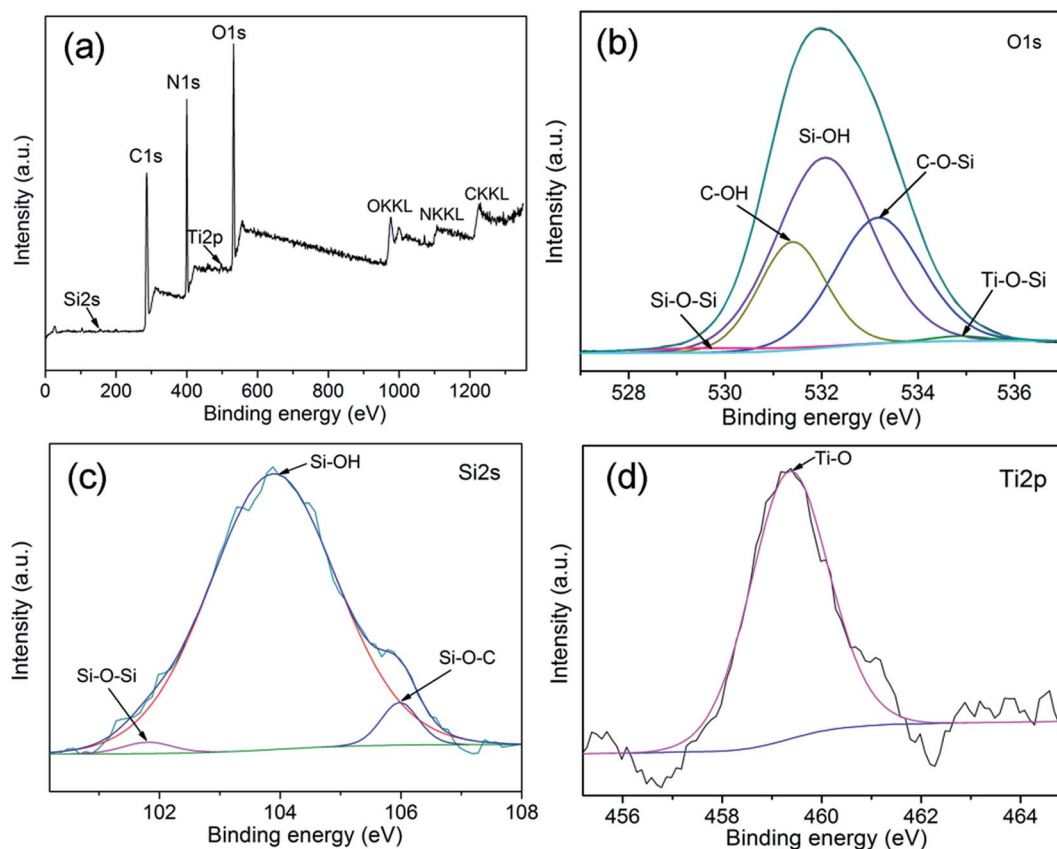 (a)
O1s
N1s
C1s
Ti2p
Si2s
OKKL
NKKL
CKKL
Intensity (a.u.)
0 200 400 600 800 1000 1200
Binding energy (eV)
(b)
O1s
Si-OH
C-O-Si
C-OH
Si-O-Si
Ti-O-Si
Intensity (a.u.)
528 530 532 534 536
Binding energy (eV)
(c)
Si2s
Si-OH
Si-O-Si
Si-O-C
Intensity (a.u.)
102 104 106 108
Binding energy (eV)
(d)
Ti2p
Ti-O
Intensity (a.u.)
456 458 460 462 464
Binding energy (eV)